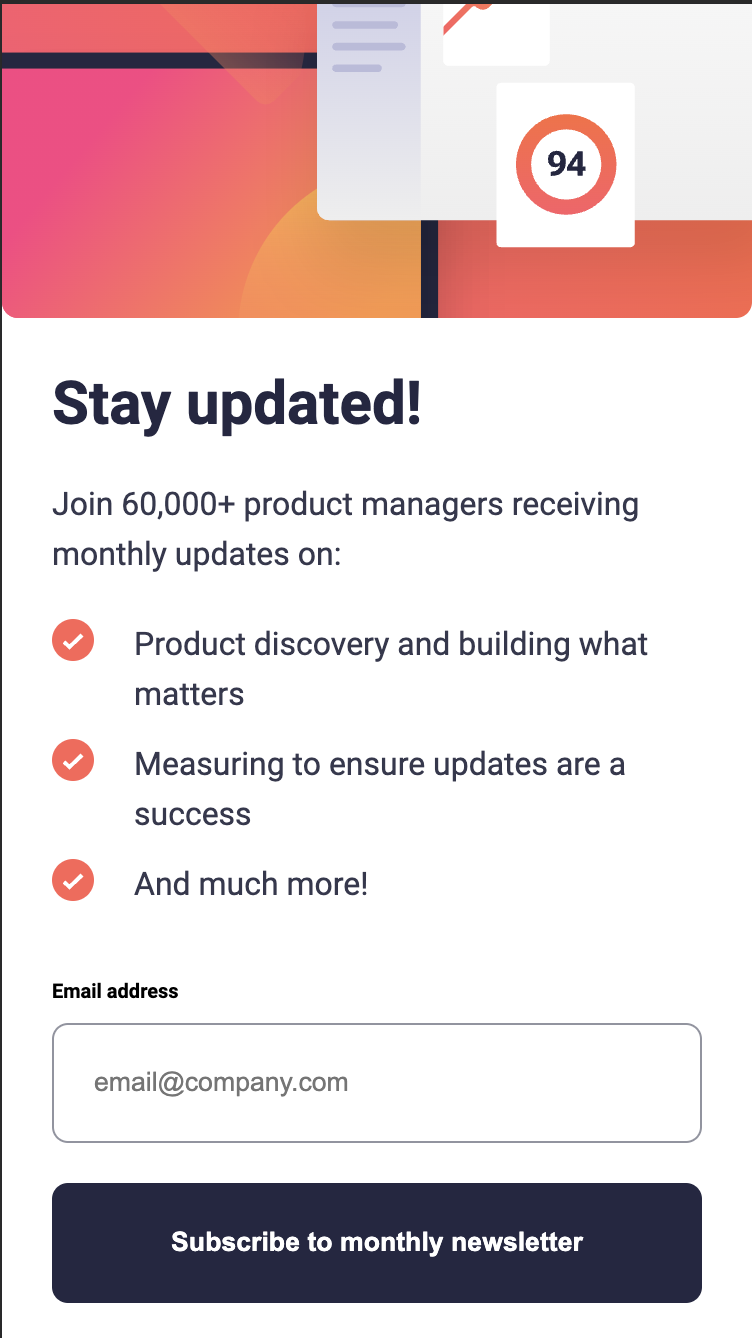 94
Stay updated!
Join 60,000+ product managers receiving
monthly updates on:
Product discovery and building what
matters
Measuring to ensure updates are a
success
And much more!
Email address
email@company.com
Subscribe to monthly newsletter